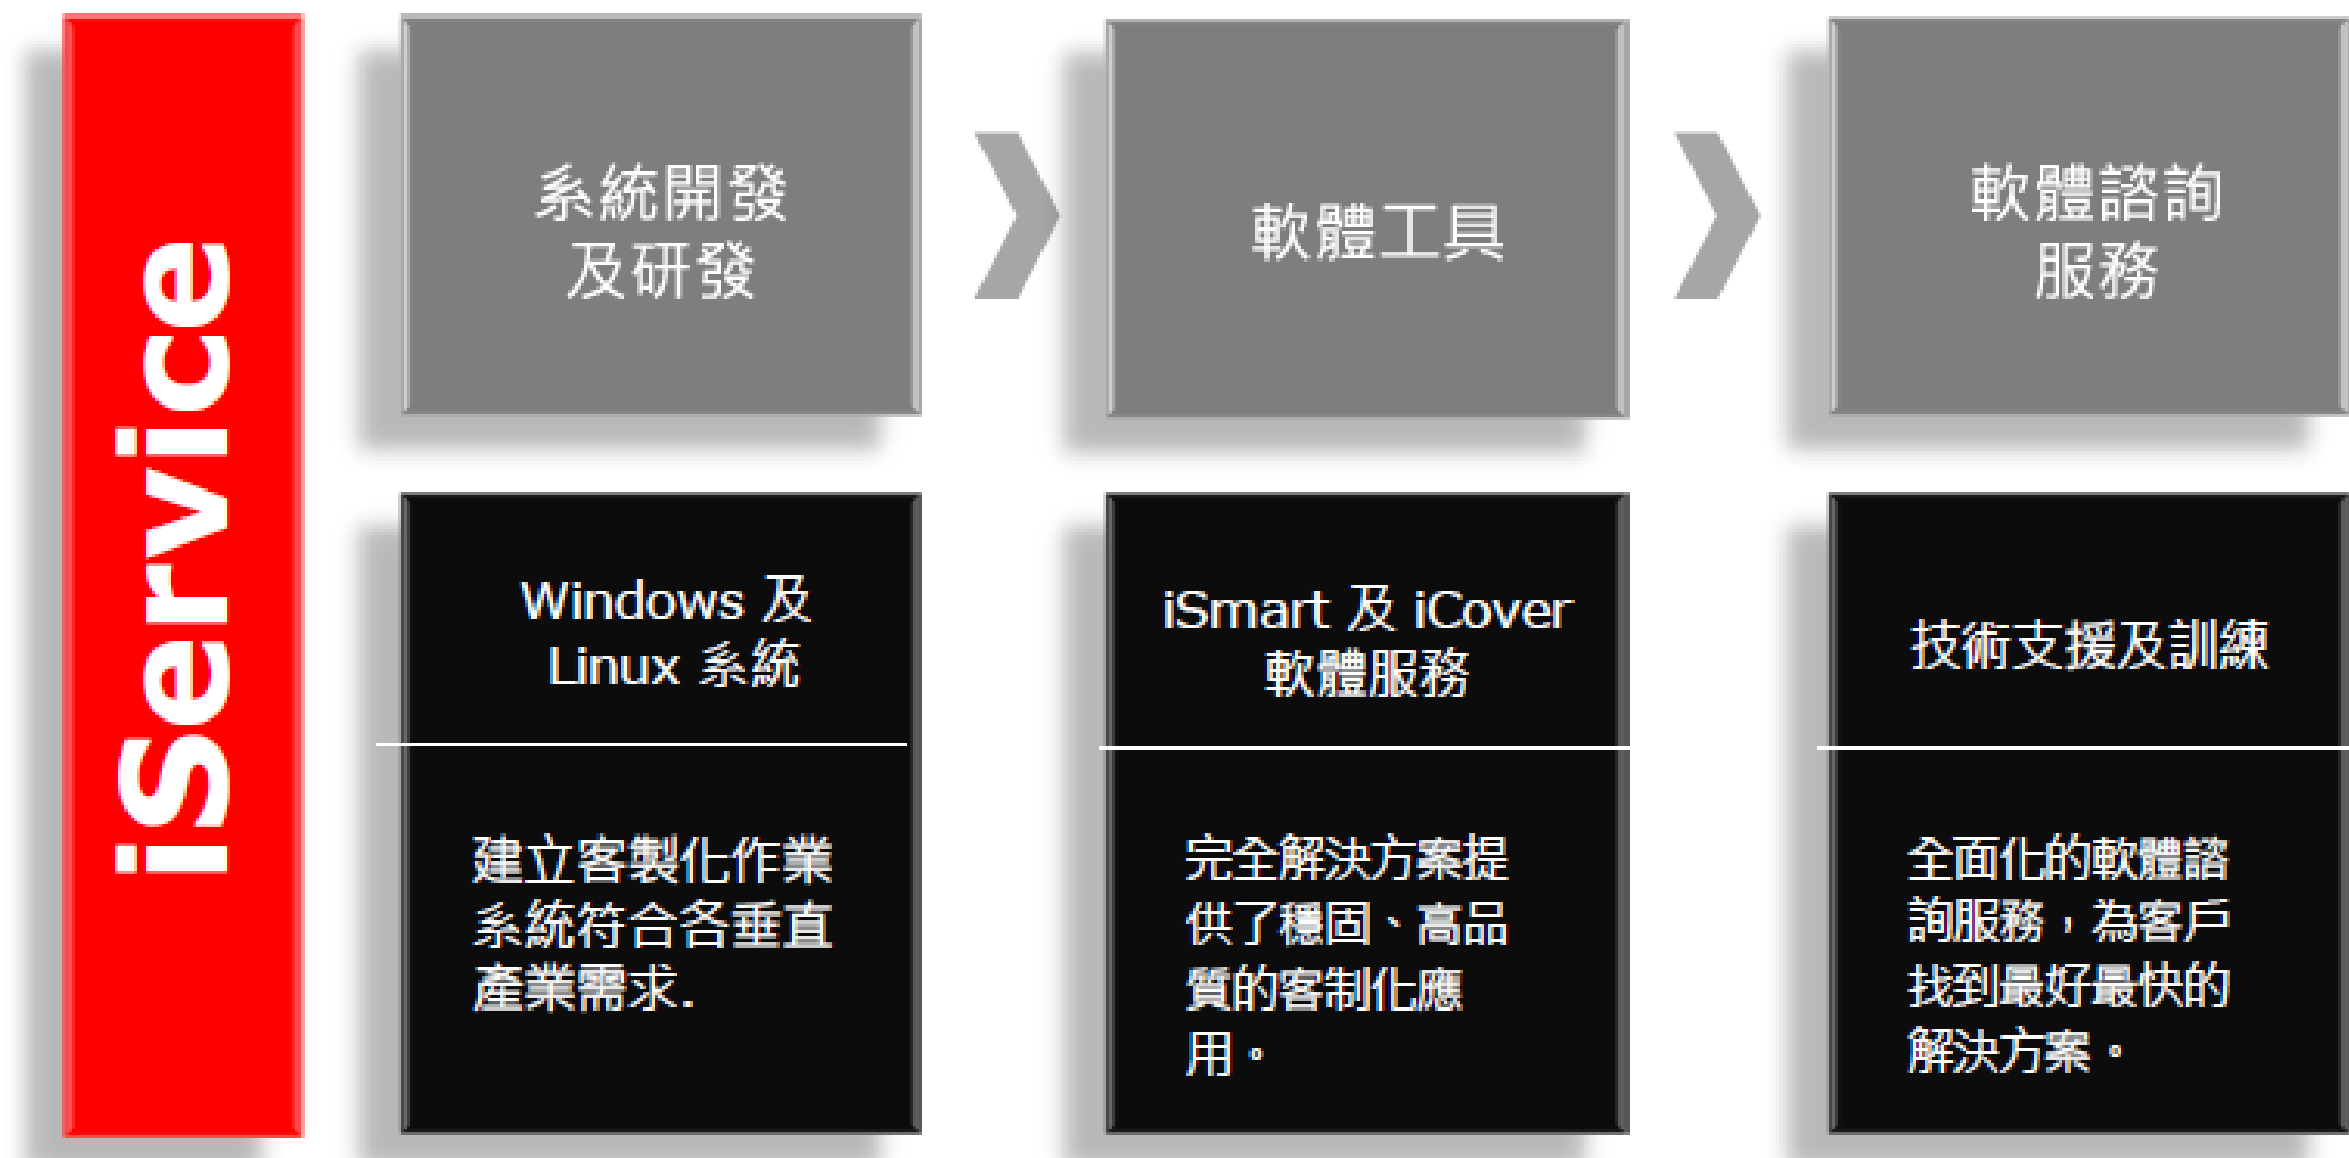 iService
系統開發
及研發
軟體工具
軟體諮詢
服務
Windows 及
Linux 系統
建立客製化作業
系統符合各垂直
產業需求.
iSmart 及 iCover
軟體服務
完全解決方案提
供了穩固、高品
質的客制化應
用。
技術支援及訓練
全面化的軟體諮
詢服務，為客戶
找到最好最快的
解決方案。